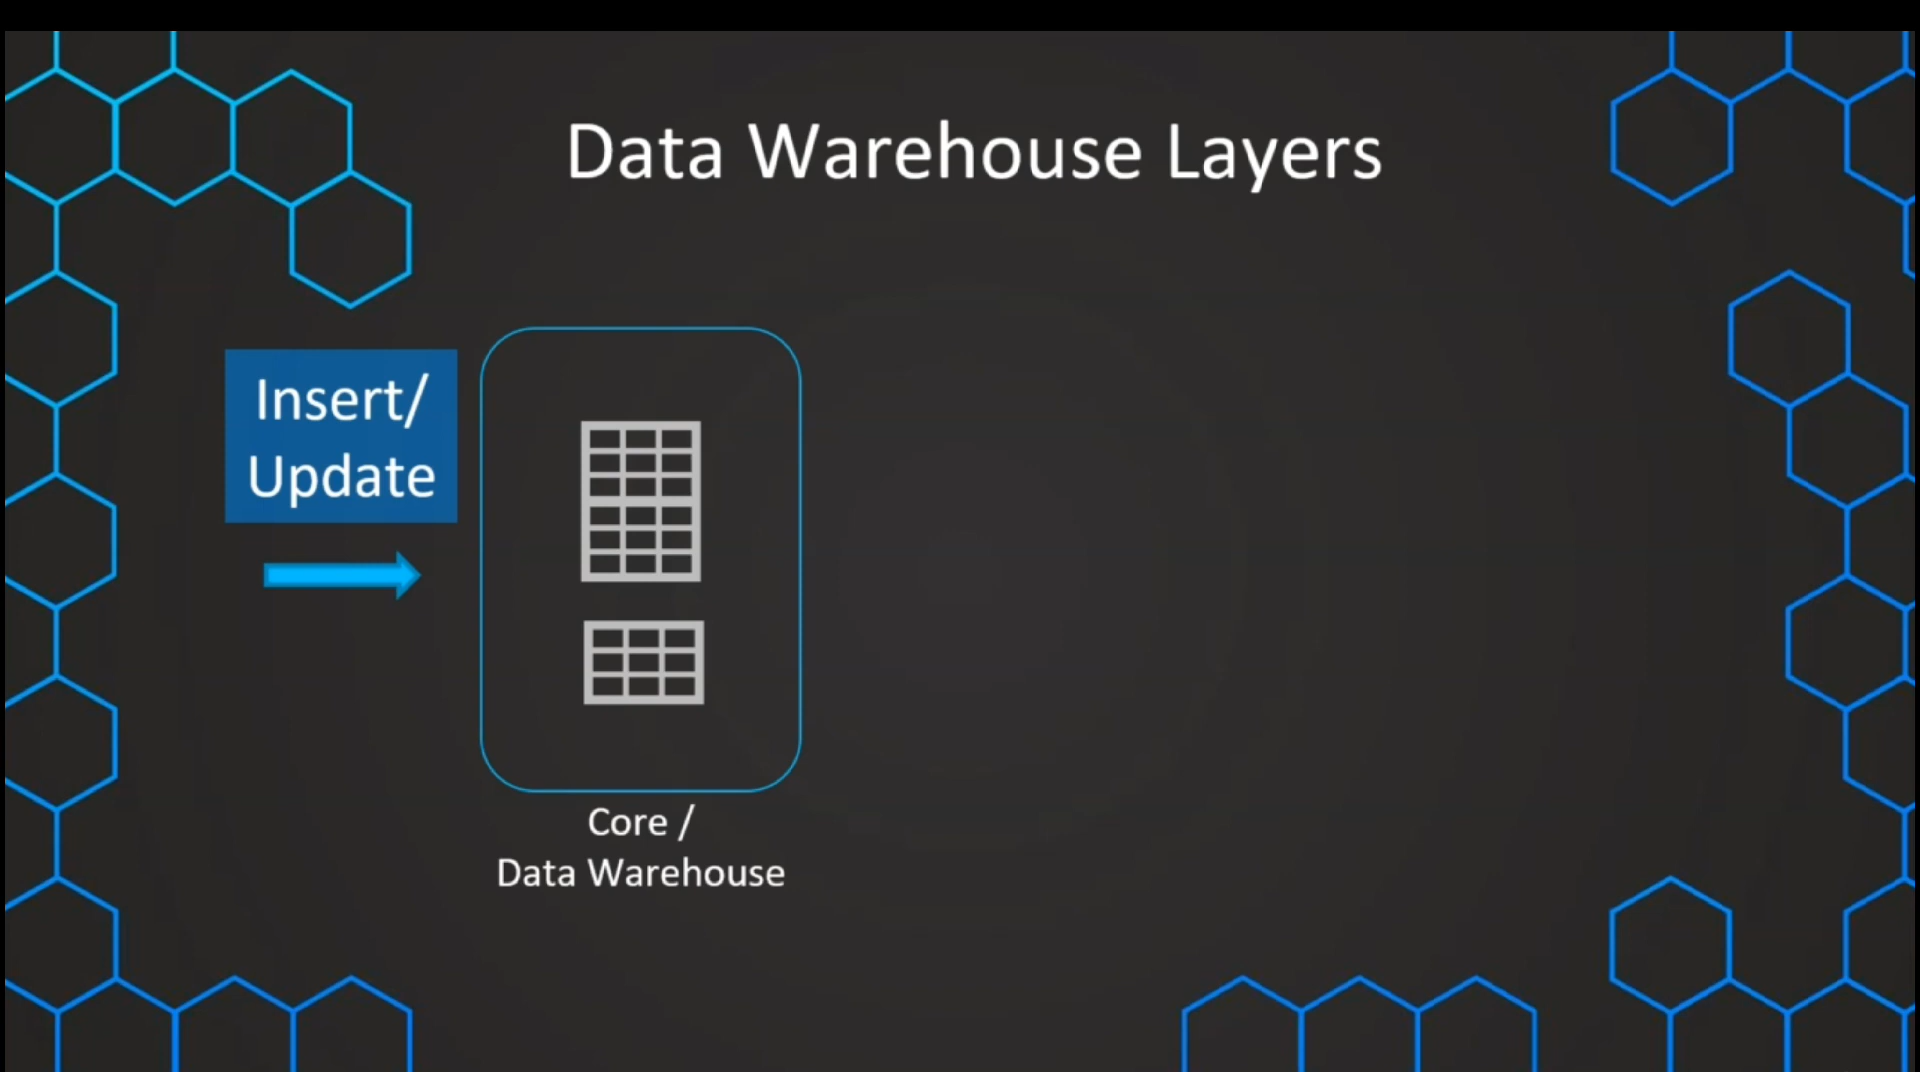 Data Warehouse Layers
Insert/
Update
Core /
Data Warehouse